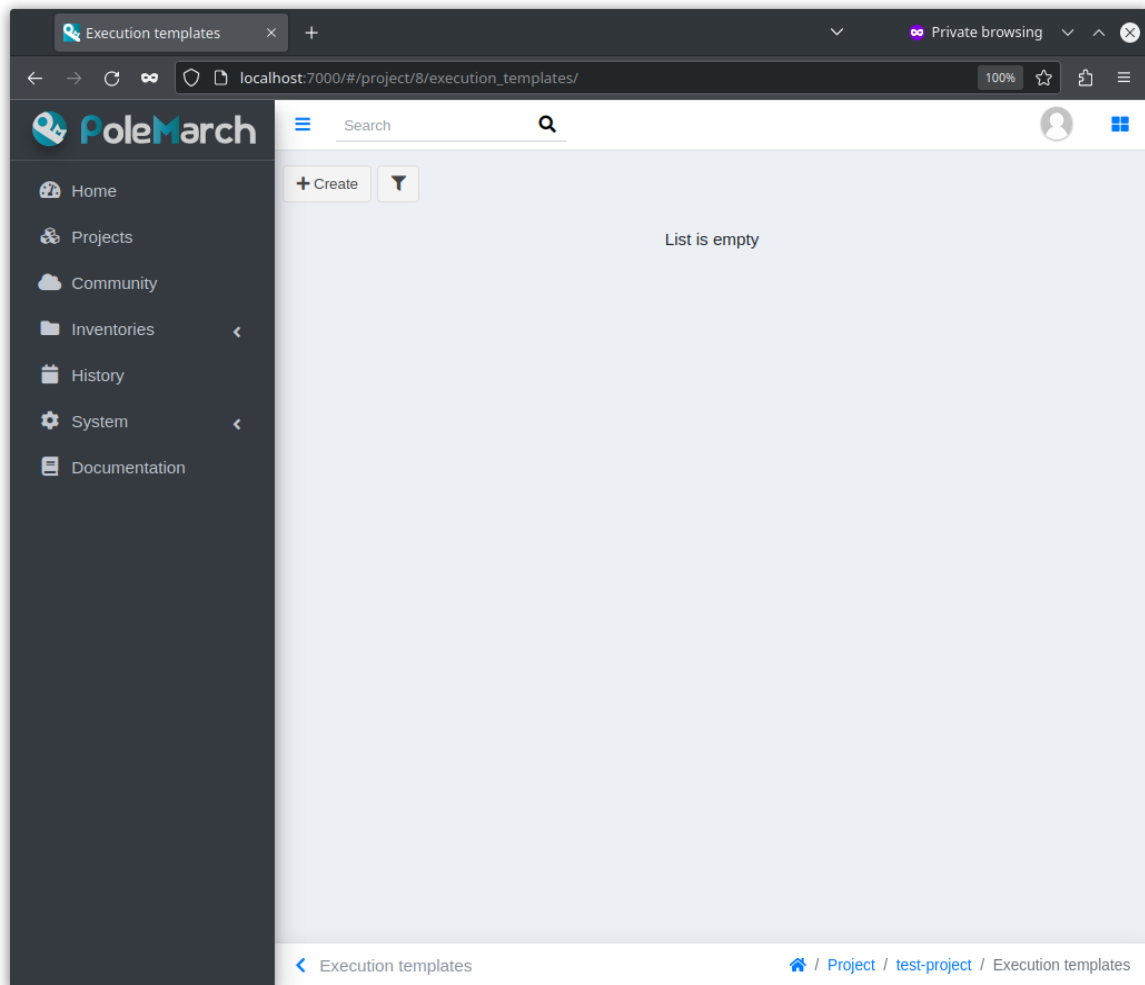 Execution templates
Private browsing
localhost:7000/#/project/8/execution_templates/
100%
PoleMarch
Search
Home
Projects
Community
Inventories
History
System
Documentation
Create
List is empty
Execution templates
/ Project / test-project / Execution templates